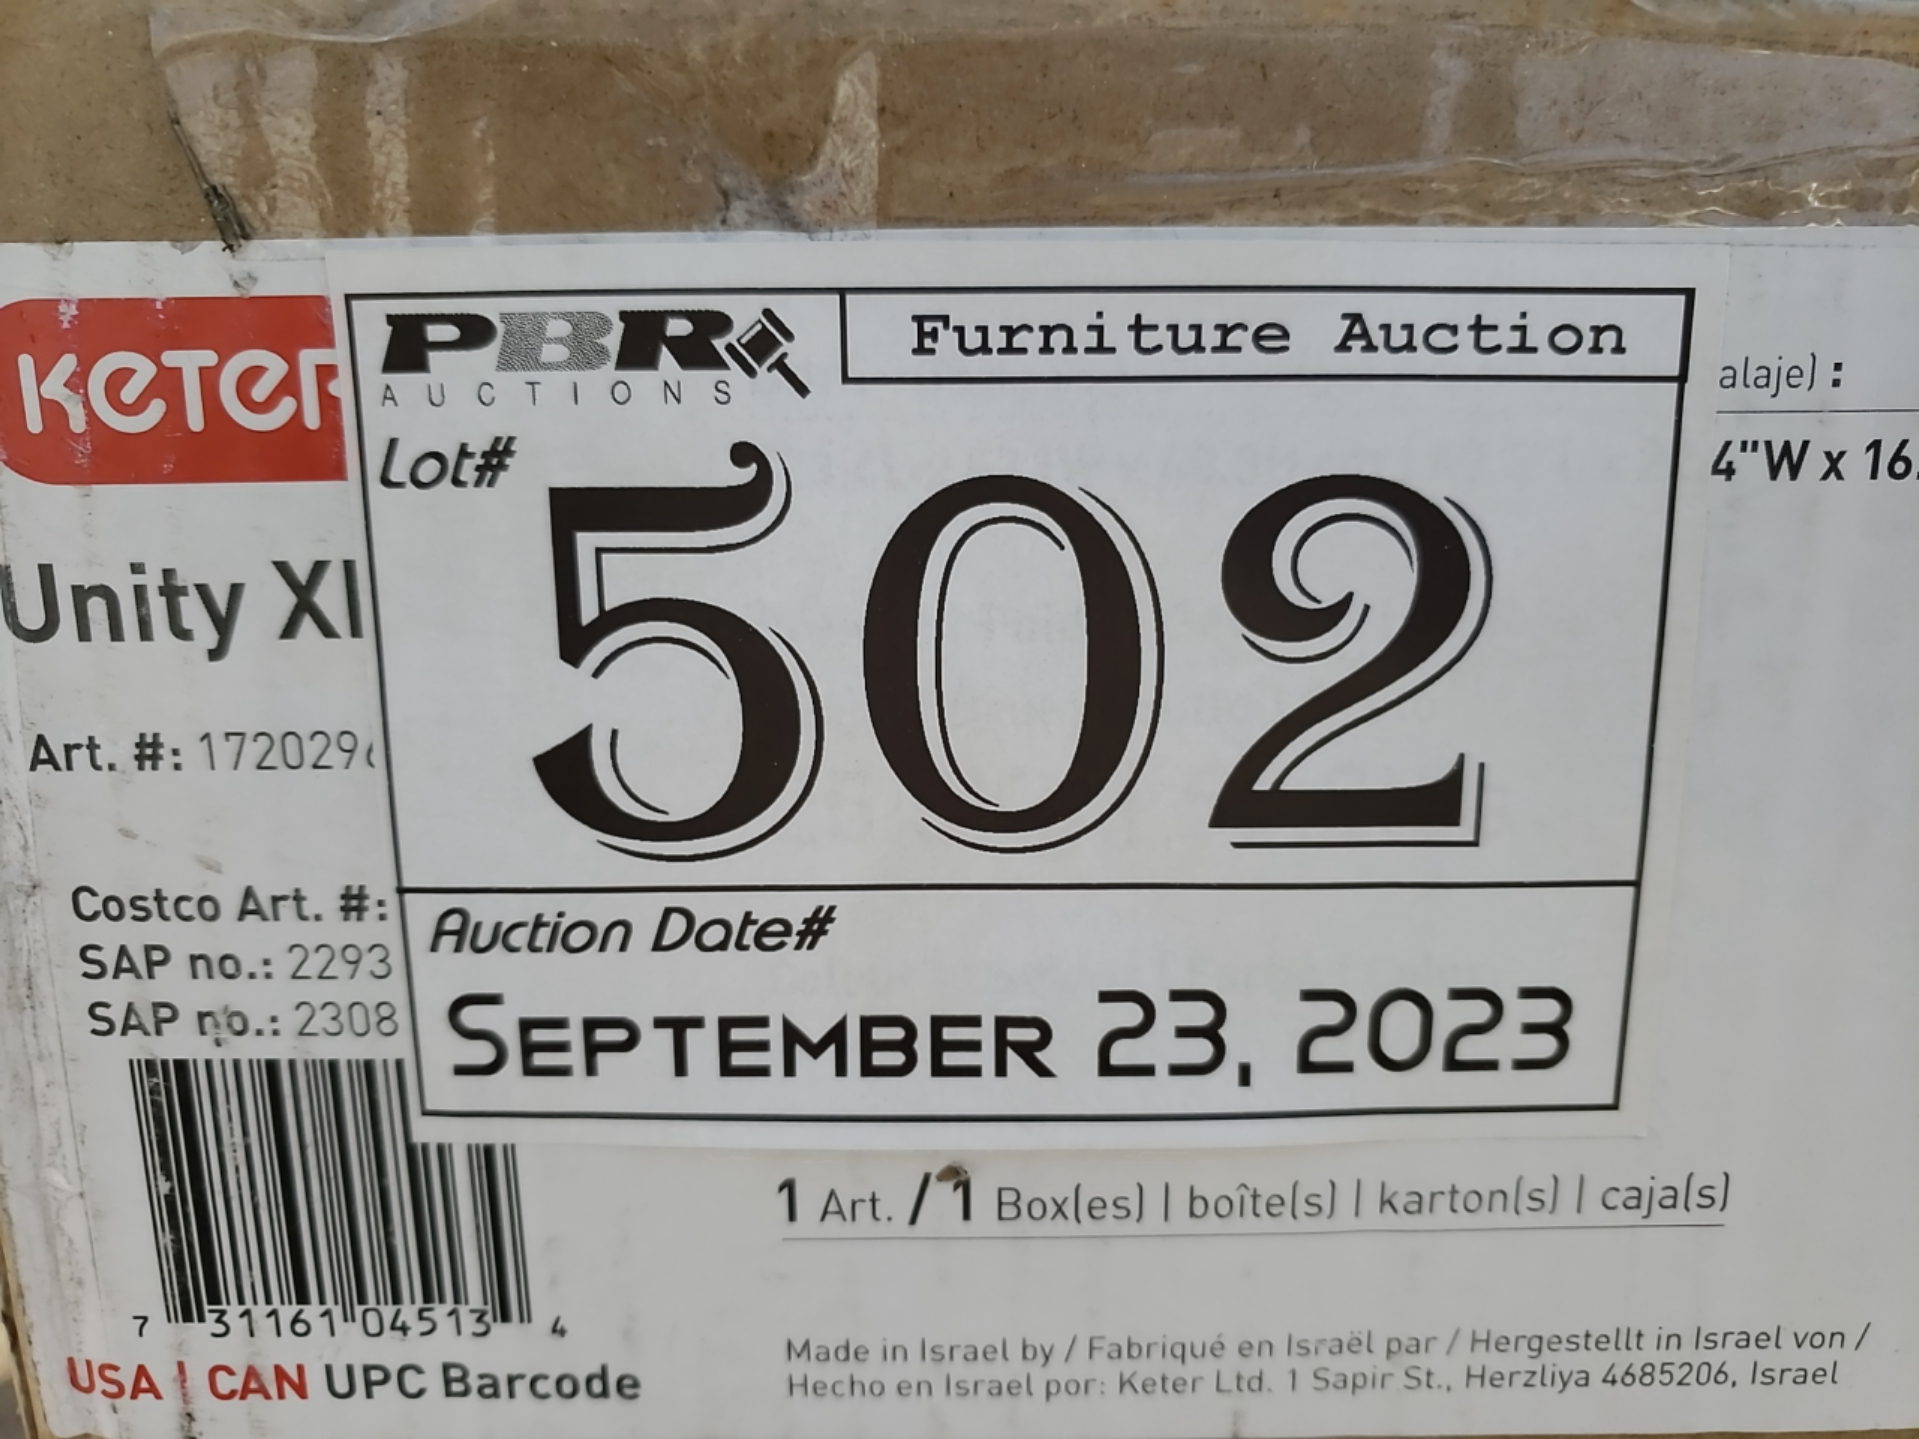 KETER
PBR
AUCTIONS
Furniture Auction
alaje) :
Lot#
4"W x 16.
502
Unity Xl
Art. #: 172029
Costco Art. #:
SAP no.: 2293
SAP no.: 2308
Auction Date#
SEPTEMBER 23, 2023
7 31161 04513 4
USA | CAN UPC Barcode
1 Art. / 1 Box(es) | boîte(s) | karton(s) | caja(s)
Made in Israel by / Fabriqué en Israël par / Hergestellt in Israel von /
Hecho en Israel por: Keter Ltd. 1 Sapir St., Herzliya 4685206, Israel